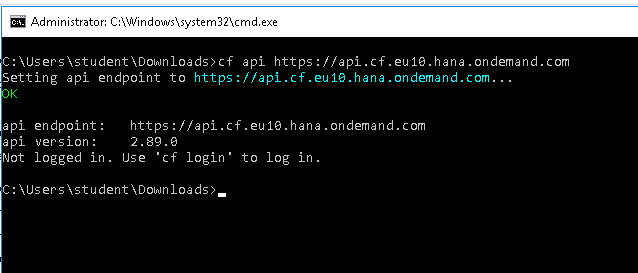 Administrator: C:\Windows\system32\cmd.exe
C:\Users\student\Downloads>cf api https://api.cf.eu10.hana.ondemand.com
Setting api endpoint to https://api.cf.eu10.hana.ondemand.com...
OK
api endpoint:   https://api.cf.eu10.hana.ondemand.com
api version:    2.89.0
Not logged in. Use 'cf login' to log in.
C:\Users\student\Downloads>